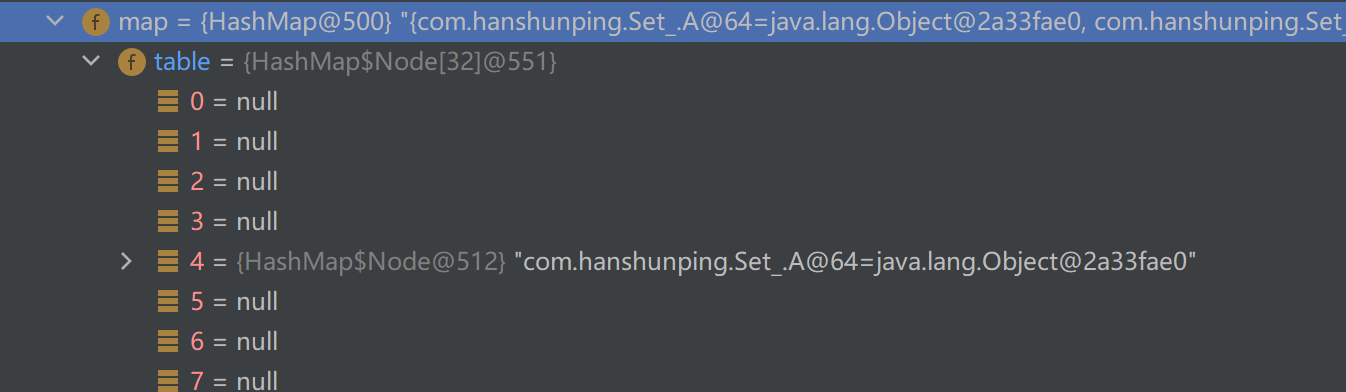 f map = {HashMap@500} "{com.hanshunping.Set_.A@64=java.lang.Object@2a33fae0, com.hanshunping.Set_
f table = {HashMap$Node[32]@551}
0 = null
1 = null
2 = null
3 = null
4 = {HashMap$Node@512} "com.hanshunping.Set_.A@64=java.lang.Object@2a33fae0"
5 = null
6 = null
7 = null